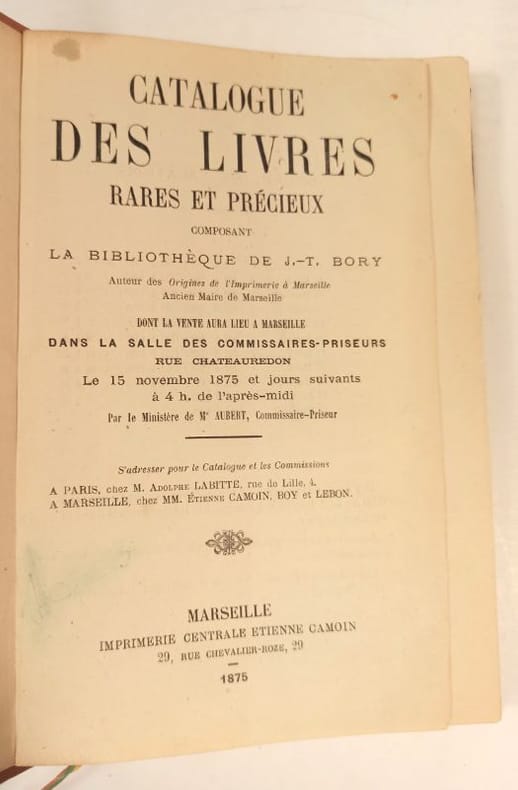 CATALOGUE
DES LIVRES
RARES ET PRÉCIEUX
COMPOSANT
LA BIBLIOTHÈQUE DE J.-T. BORY
Auteur des Origines de l'Imprimerie à Marseille
Ancien Maire de Marseille
DONT LA VENTE AURA LIEU A MARSEILLE
DANS LA SALLE DES COMMISSAIRES-PRISEURS
RUE CHATEAUREDON
Le 15 novembre 1875 et jours suivants
à 4 h. de l'après-midi
Par le Ministère de Me AUBERT, Commissaire-Priseur
S'adresser pour le Catalogue et les Commissions
A PARIS, chez M. ADOLPHE LABITTE, rue de Lille, 4.
A MARSEILLE, chez MM. ÉTIENNE CAMOIN, BOY et LEBON.
MARSEILLE
IMPRIMERIE CENTRALE ETIENNE CAMOIN
29, RUE CHEVALIER-ROZE, 29
1875